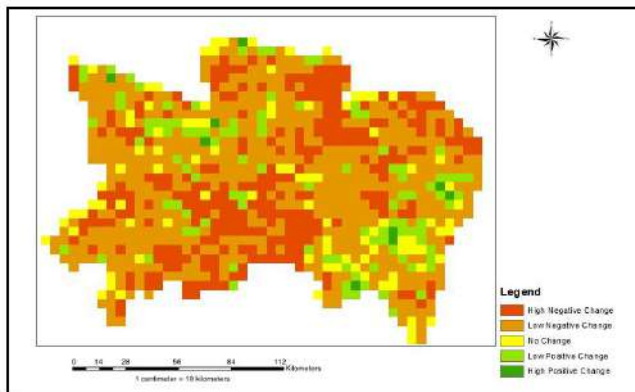 Legend
High Negative Change
Low Negative Change
No Change
Low Positive Change
High Positive Change
0 14 28 56 84 112
Kilometers
1 centimeter = 18 kilometers